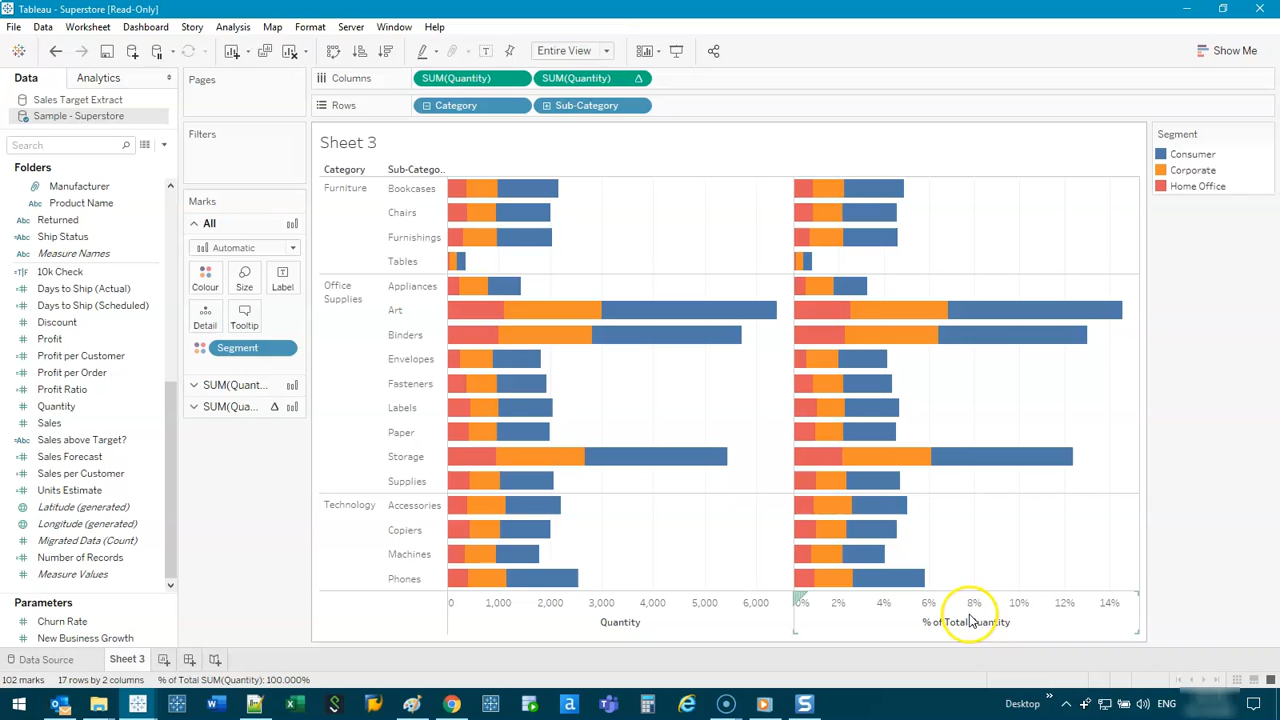 Tableau - Superstore [Read-Only]
File Data Worksheet Dashboard Story Analysis Map Format Server Window Help
Entire View
Show Me
Data Analytics
Sales Target Extract
Sample - Superstore
Search
Folders
Manufacturer
Product Name
Abc Returned
Abc Ship Status
Abc Measure Names
=T|F 10k Check
Days to Ship (Actual)
Days to Ship (Scheduled)
Discount
Profit
Profit per Customer
Profit per Order
Profit Ratio
Quantity
Sales
=Abc Sales above Target?
Sales Forecast
Sales per Customer
Units Estimate
Latitude (generated)
Longitude (generated)
Migrated Data (Count)
Number of Records
Measure Values
Parameters
Churn Rate
New Business Growth
Pages
Filters
Marks
All
Automatic
Colour Size Label
Detail Tooltip
Segment
SUM(Quant..
SUM(Qua...
Columns SUM(Quantity) SUM(Quantity)
Rows Category Sub-Category
Sheet 3
Category Sub-Catego..
Furniture Bookcases
Chairs
Furnishings
Tables
Office Supplies Appliances
Art
Binders
Envelopes
Fasteners
Labels
Paper
Storage
Supplies
Technology Accessories
Copiers
Machines
Phones
0 1,000 2,000 3,000 4,000 5,000 6,000
Quantity
0% 2% 4% 6% 8% 10% 12% 14%
% of Total Quantity
Segment
Consumer
Corporate
Home Office
Data Source Sheet 3
102 marks 17 rows by 2 columns % of Total SUM(Quantity): 100.000%
Desktop ENG